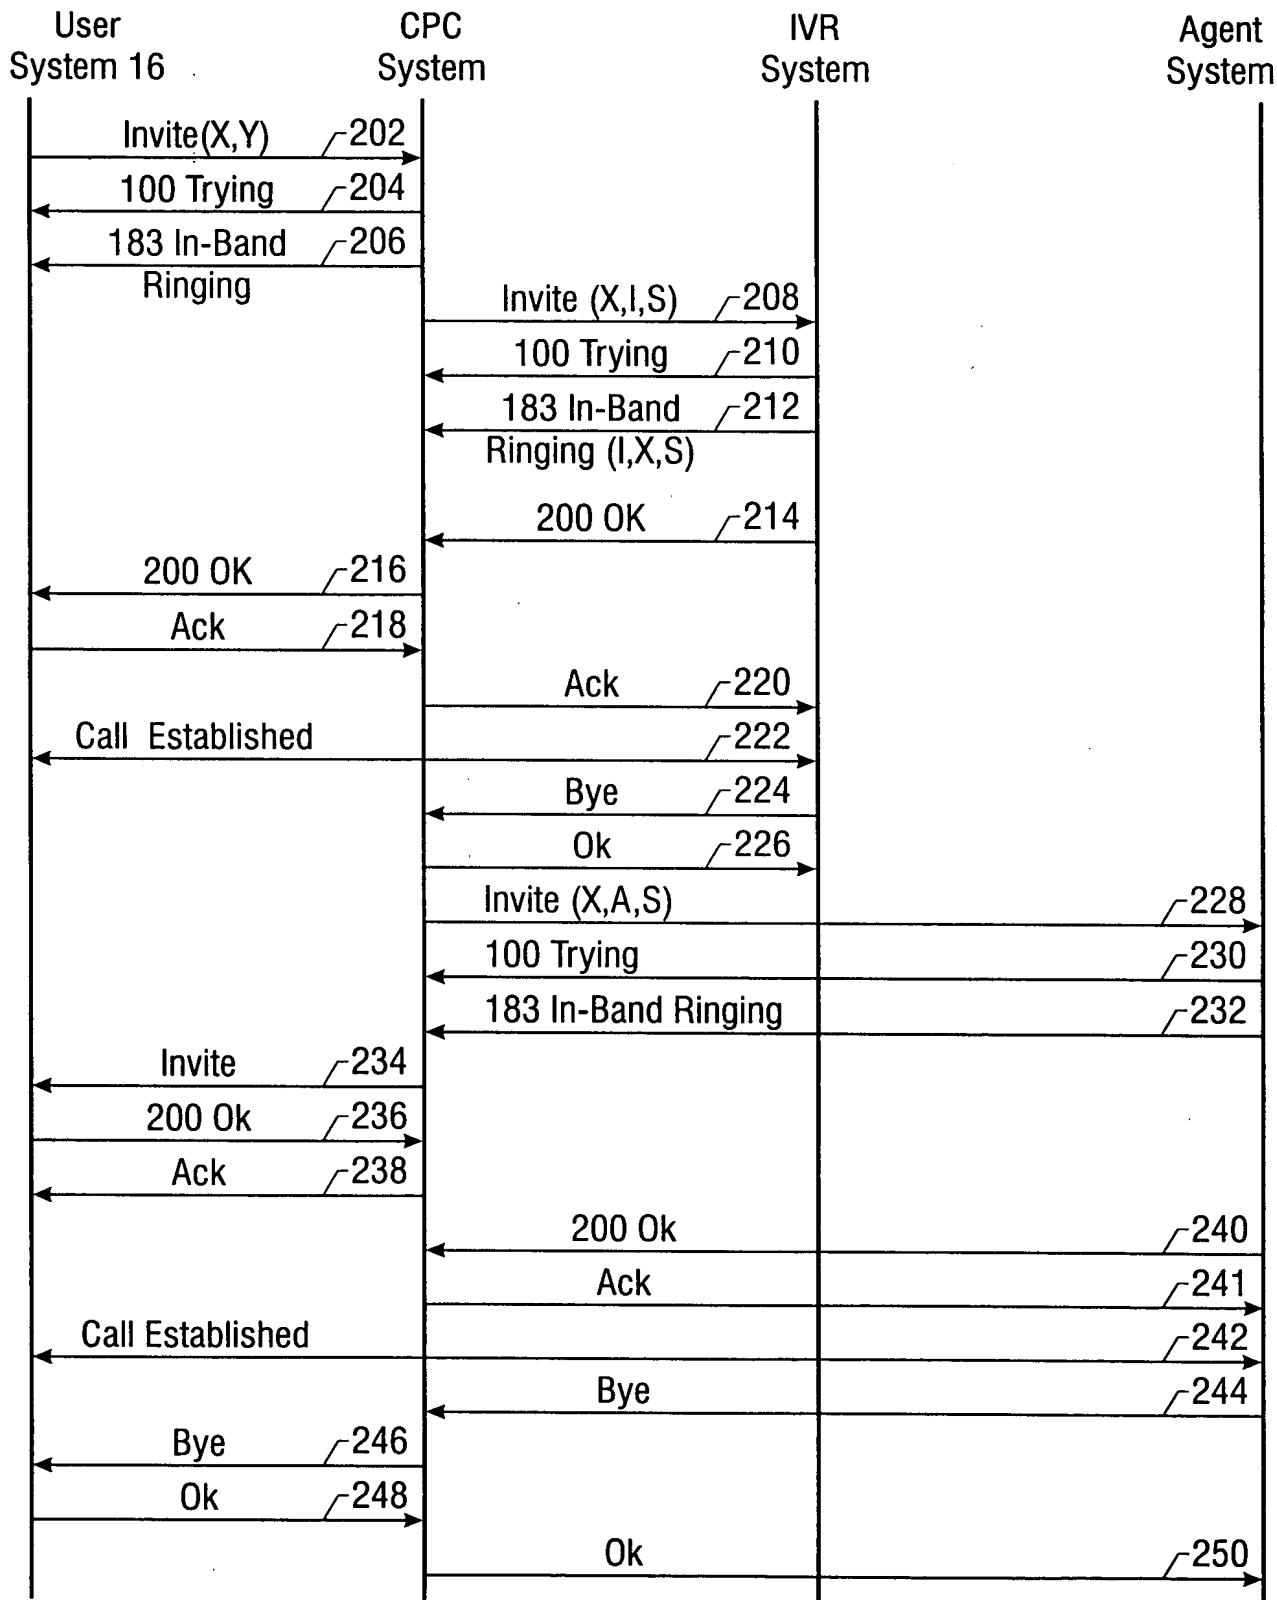 User
System 16
CPC
System
IVR
System
Agent
System
Invite(X,Y) 202
100 Trying 204
183 In-Band 206
Ringing
Invite (X,I,S) 208
100 Trying 210
183 In-Band 212
Ringing (I,X,S)
200 OK 214
200 OK 216
Ack 218
Ack 220
Call Established 222
Bye 224
Ok 226
Invite (X,A,S) 228
100 Trying 230
183 In-Band Ringing 232
Invite 234
200 Ok 236
Ack 238
200 Ok 240
Ack 241
Call Established 242
Bye 244
Bye 246
Ok 248
Ok 250